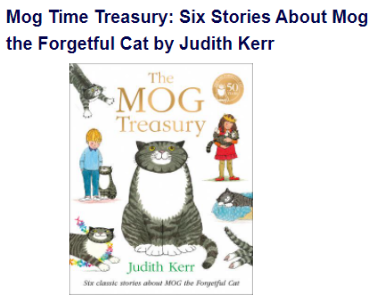 Mog Time Treasury: Six Stories About Mog
the Forgetful Cat by Judith Kerr
The
MOG
Treasury
50
Judith Kerr
Six classic stories about MOG the Forgetful Cat